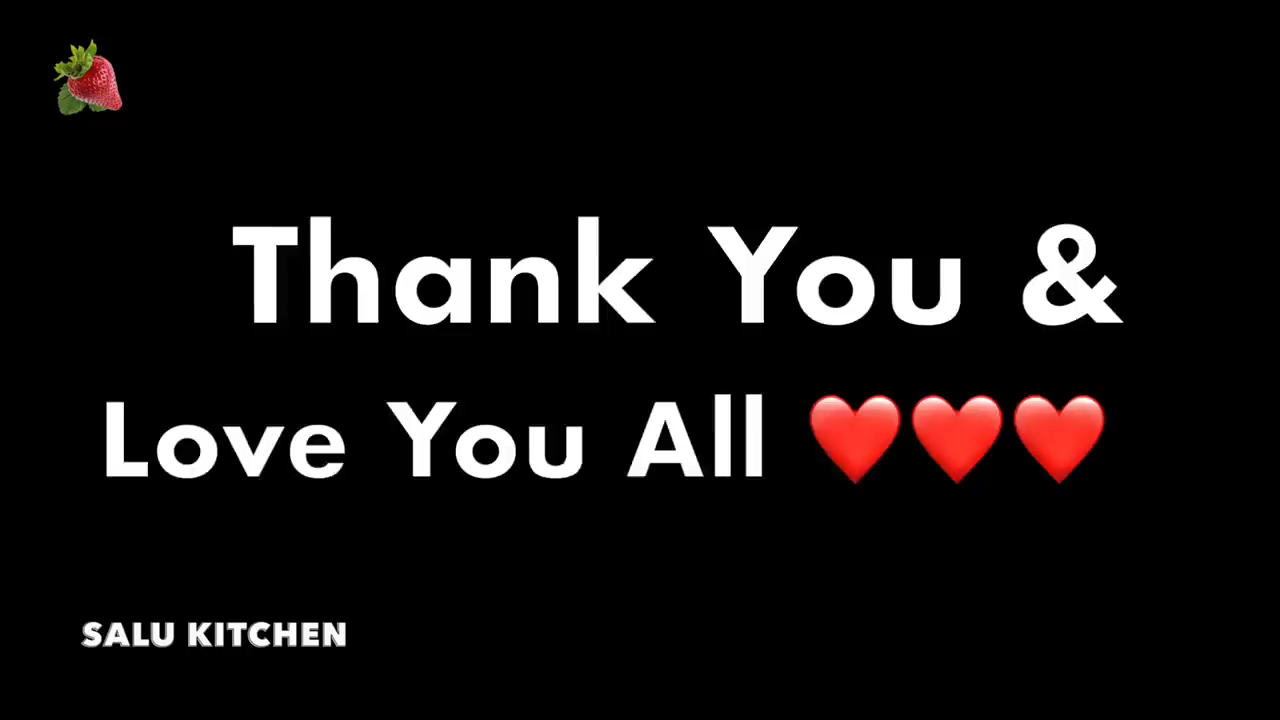 Thank You &
Love You All ❤️❤️❤️
SALU KITCHEN